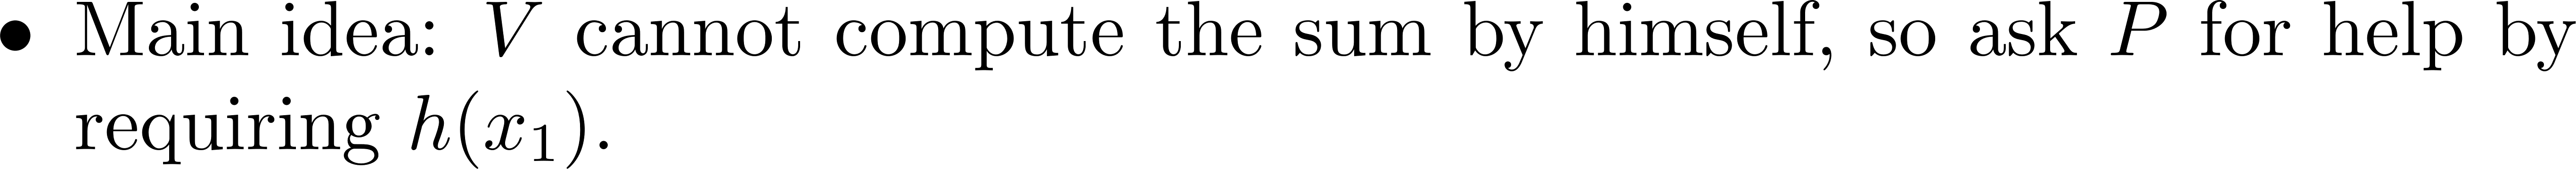 • Main idea: V cannot compute the sum by himself, so ask P for help by
requiring h(x₁).